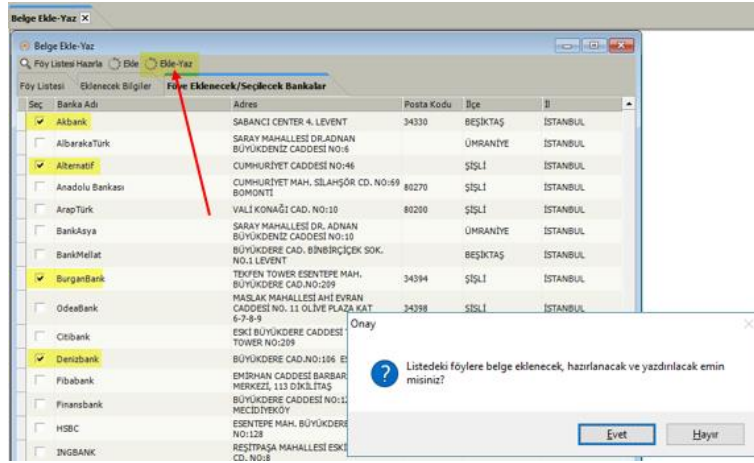 Belge Ekle-Yaz
Belge Ekle-Yaz
Föy Listesi Hazırla Ekle Ekle-Yaz
Föy Listesi Eklenecek Bilgiler Föye Eklenecek/Seçilecek Bankalar
Seç Banka Adı Adres Posta Kodu İlçe İl
Akbank SABANCI CENTER 4. LEVENT 34330 BEŞİKTAŞ İSTANBUL
AlbarakaTürk SARAY MAHALLESİ DR.ADNAN BÜYÜKDENİZ CADDESİ NO:6 ÜMRANİYE İSTANBUL
Alternatif CUMHURİYET CADDESİ NO:46 ŞİŞLİ İSTANBUL
Anadolu Bankası CUMHURİYET MAH. SİLAHŞÖR CD. NO:69 BOMONTİ 80270 ŞİŞLİ İSTANBUL
ArapTürk VALİ KONAĞI CAD. NO:10 80200 ŞİŞLİ İSTANBUL
BankAsya SARAY MAHALLESİ DR. ADNAN BÜYÜKDENİZ CADDESİ NO:10 ÜMRANİYE İSTANBUL
BankMellat BÜYÜKDERE CAD. BİNBİRÇİÇEK SOK. NO.1 LEVENT BEŞİKTAŞ İSTANBUL
BurganBank TEKFEN TOWER ESENTEPE MAH. BÜYÜKDERE CAD.NO:209 34394 ŞİŞLİ İSTANBUL
OdeaBank MASLAK MAHALLESİ AHİ EVRAN CADDESİ NO. 11 OLİVE PLAZA KAT 6-7-8-9 34398 ŞİŞLİ İSTANBUL
Citibank ESKİ BÜYÜKDERE CADDESİ TOWER NO:209
Denizbank BÜYÜKDERE CAD.NO:106
Fibabank EMİRHAN CADDESİ BARBAR MERKEZİ, 113 DİKİLİTAŞ
Finansbank BÜYÜKDERE CADDESİ MECİDİYEKÖY
HSBC ESENTEPE MAH. BÜYÜKDERE NO:128
INGBANK REŞİTPAŞA MAHALLESİ ESKİ CD. NO:8
Onay
Listedeki föylere belge eklenecek, hazırlanacak ve yazdırılacak emin
misiniz?
Evet Hayır